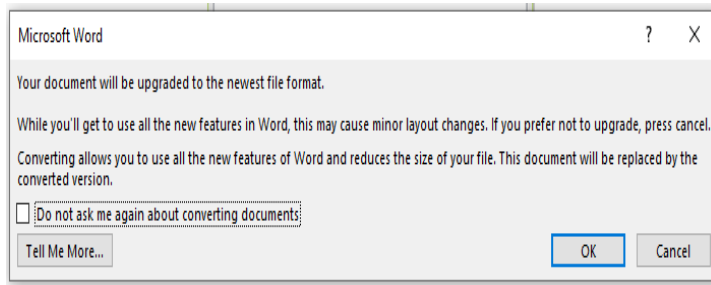 Microsoft Word
? X
Your document will be upgraded to the newest file format.
While you'll get to use all the new features in Word, this may cause minor layout changes. If you prefer not to upgrade, press cancel.
Converting allows you to use all the new features of Word and reduces the size of your file. This document will be replaced by the
converted version.
Do not ask me again about converting documents
Tell Me More... OK Cancel